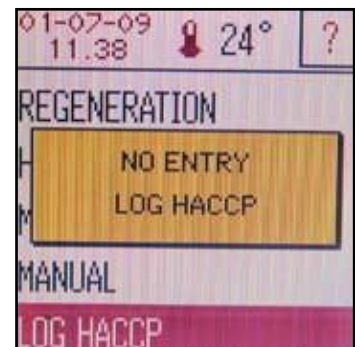 01-07-09
11.38
24°
?
REGENERATION
H
NO ENTRY
LOG HACCP
M
MANUAL
LOG HACCP